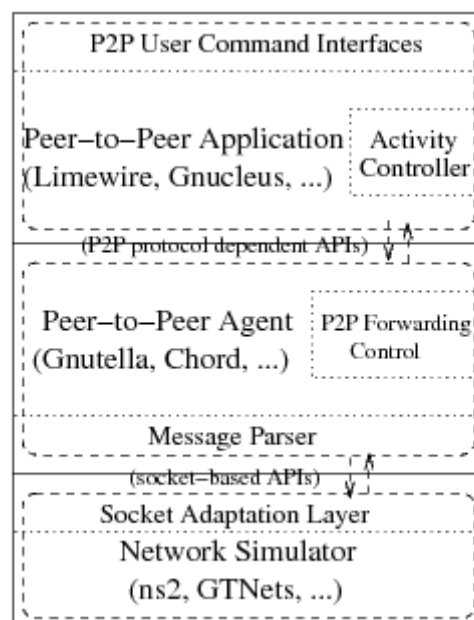 P2P User Command Interfaces
Peer–to–Peer Application
(Limewire, Gnucleus, ...)
Activity
Controller
(P2P protocol dependent APIs)
Peer–to–Peer Agent
(Gnutella, Chord, ...)
P2P Forwarding
Control
Message Parser
(socket–based APIs)
Socket Adaptation Layer
Network Simulator
(ns2, GTNets, ...)